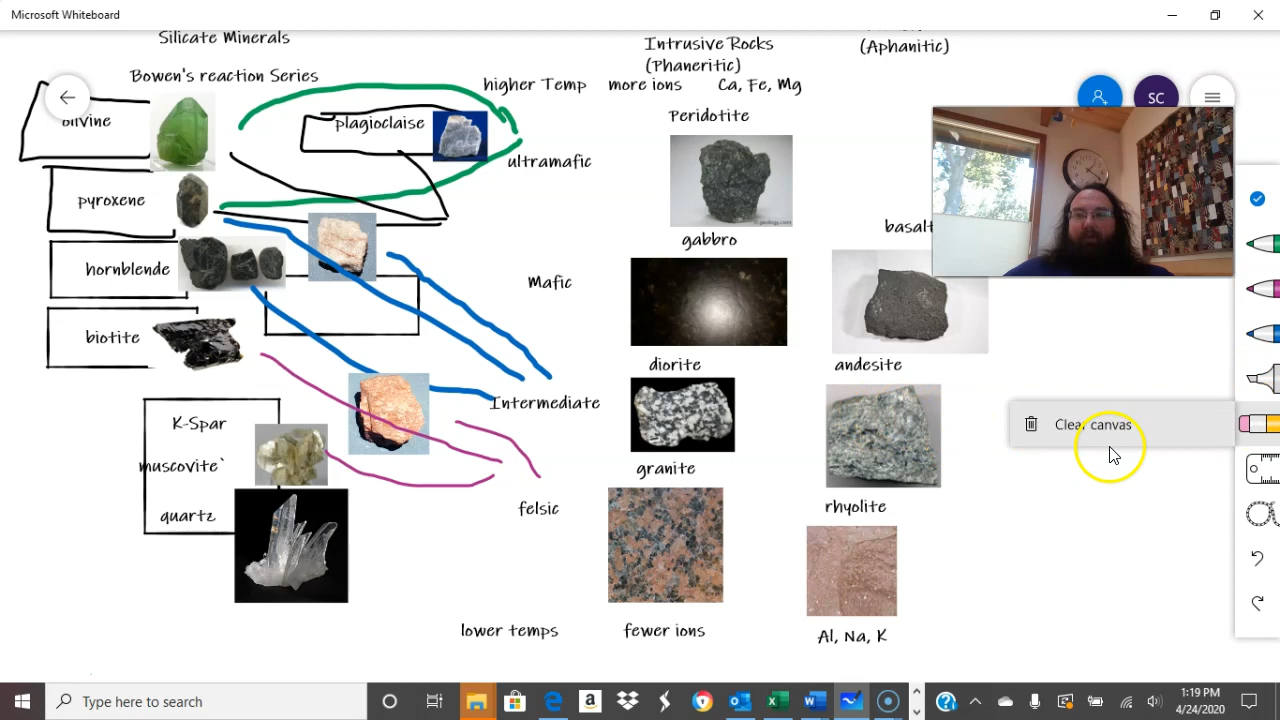 Microsoft Whiteboard
Silicate Minerals
Intrusive Rocks
(Phaneritic)
(Aphanitic)
Bowen's reaction Series
higher Temp
more ions
Ca, Fe, Mg
SC
olivine
plagioclaise
Peridotite
ultramafic
pyroxene
gabbro
basalt
hornblende
Mafic
biotite
diorite
andesite
Intermediate
K-Spar
Clear canvas
muscovite`
granite
quartz
felsic
rhyolite
lower temps
fewer ions
Al, Na, K
Type here to search
1:19 PM
4/24/2020